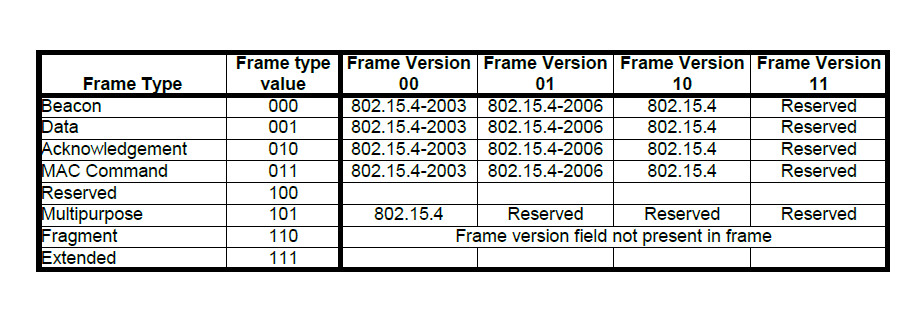 Frame Type Frame type value Frame Version 00 Frame Version 01 Frame Version 10 Frame Version 11
Beacon 000 802.15.4-2003 802.15.4-2006 802.15.4 Reserved
Data 001 802.15.4-2003 802.15.4-2006 802.15.4 Reserved
Acknowledgement 010 802.15.4-2003 802.15.4-2006 802.15.4 Reserved
MAC Command 011 802.15.4-2003 802.15.4-2006 802.15.4 Reserved
Reserved 100
Multipurpose 101 802.15.4 Reserved Reserved Reserved
Fragment 110 Frame version field not present in frame
Extended 111